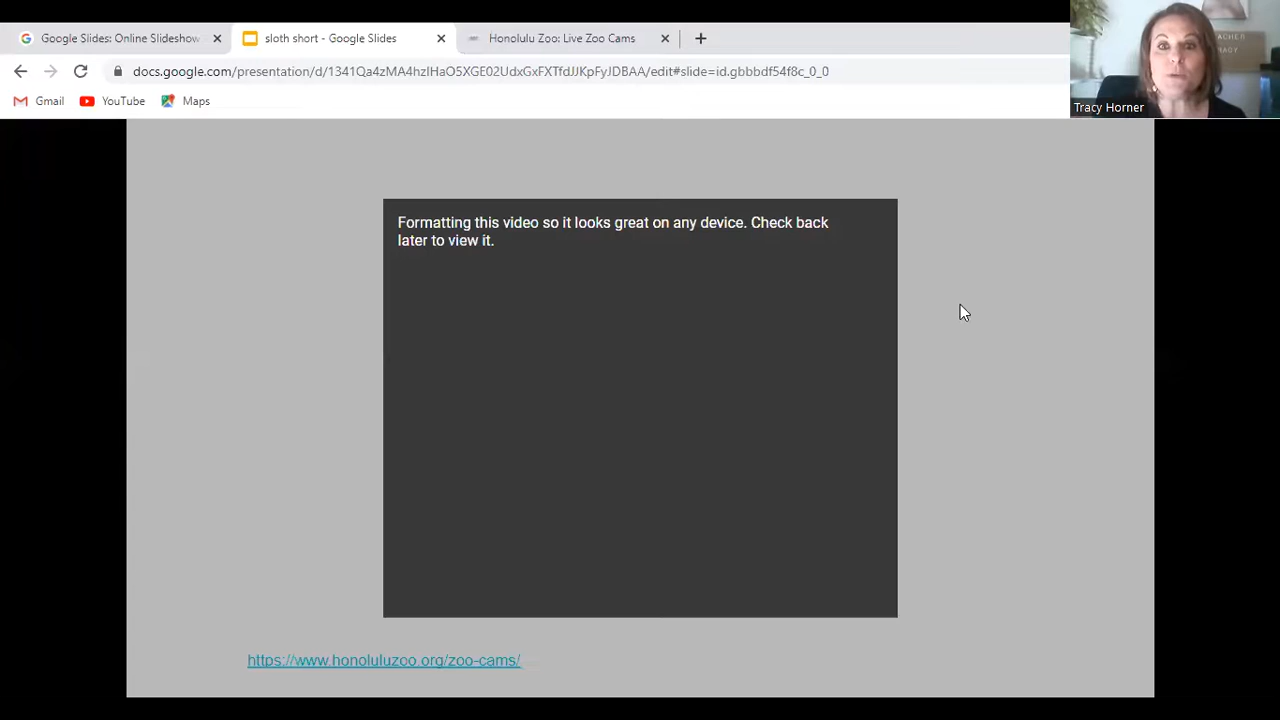 Google Slides: Online Slideshow
sloth short - Google Slides
Honolulu Zoo: Live Zoo Cams
docs.google.com/presentation/d/1341Qa4zMA4hzIHaO5XGE02UdxGxFXTfdJJKpFyJDBAA/edit#slide=id.gbbbdf54f8c_0_0
Gmail
YouTube
Maps
Tracy Horner
Formatting this video so it looks great on any device. Check back
later to view it.
https://www.honoluluzoo.org/zoo-cams/